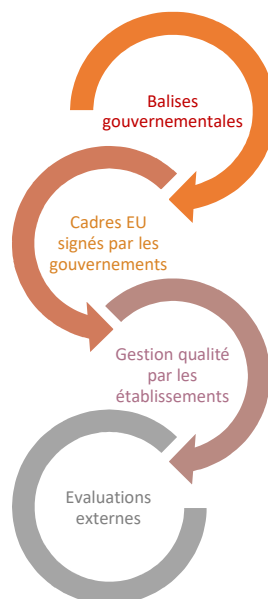 Balises
gouvernementales
Cadres EU
signés par les
gouvernements
Gestion qualité
par les
établissements
Evaluations
externes